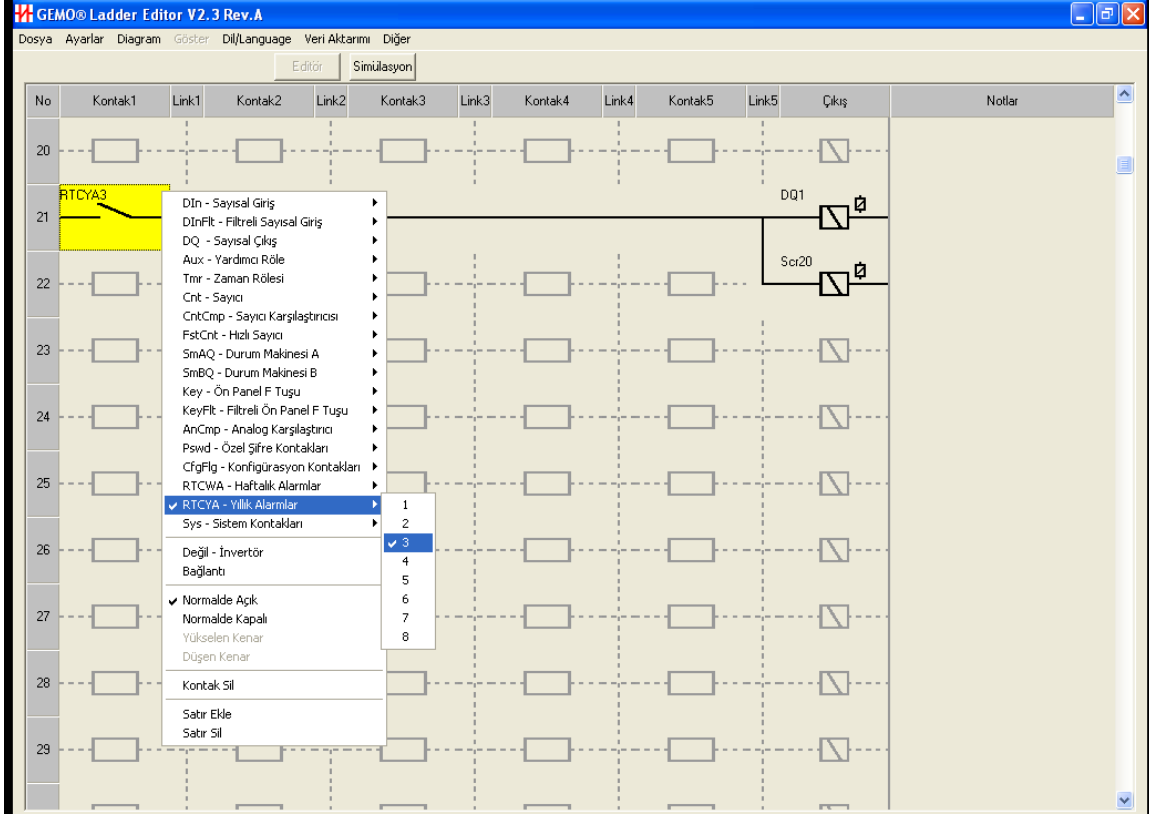 GEMO® Ladder Editor V2.3 Rev.A
Dosya Ayarlar Diagram Göster Dil/Language Veri Aktarımı Diğer
Editör Simülasyon
No Kontak1 Link1 Kontak2 Link2 Kontak3 Link3 Kontak4 Link4 Kontak5 Link5 Çıkış Notlar
20
RTCYA3 DQ1
21
Scr20
22
23
24
25
26
27
28
29
DIn - Sayısal Giriş
DInFlt - Filtreli Sayısal Giriş
DQ - Sayısal Çıkış
Aux - Yardımcı Röle
Tmr - Zaman Rölesi
Cnt - Sayıcı
CntCmp - Sayıcı Karşılaştırıcısı
FstCnt - Hızlı Sayıcı
SmAQ - Durum Makinesi A
SmBQ - Durum Makinesi B
Key - Ön Panel F Tuşu
KeyFlt - Filtreli Ön Panel F Tuşu
AnCmp - Analog Karşılaştırıcı
Pswd - Özel Şifre Kontakları
CfgFlg - Konfigürasyon Kontakları
RTCWA - Haftalık Alarmlar
RTCYA - Yıllık Alarmlar
Sys - Sistem Kontakları
Değil - İnvertör
Bağlantı
Normalde Açık
Normalde Kapalı
Yükselen Kenar
Düşen Kenar
Kontak Sil
Satır Ekle
Satır Sil
1
2
3
4
5
6
7
8